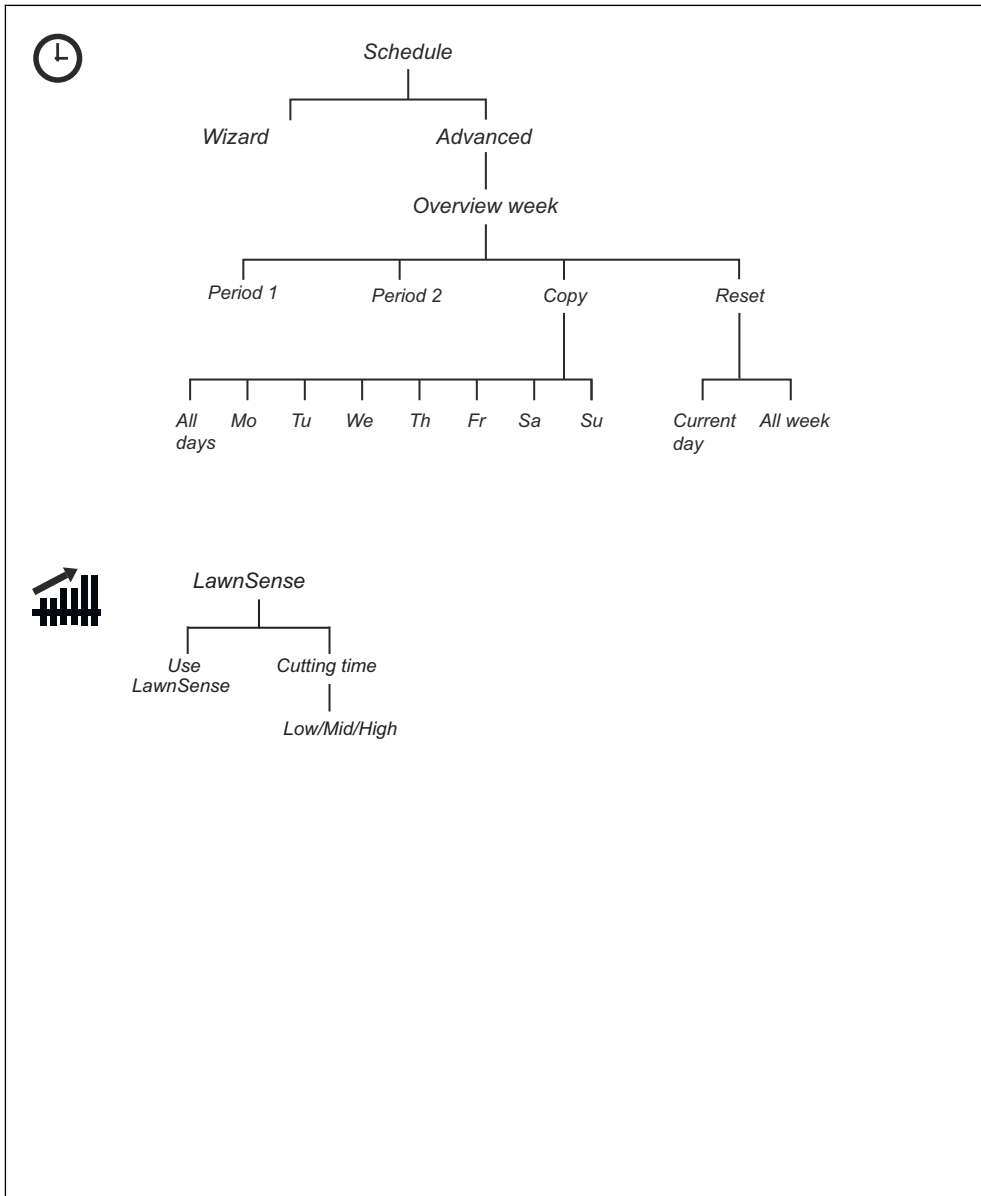 Schedule
Wizard
Advanced
Overview week
Period 1
Period 2
Copy
Reset
All
days
Mo
Tu
We
Th
Fr
Sa
Su
Current
day
All week
LawnSense
Use
LawnSense
Cutting time
Low/Mid/High